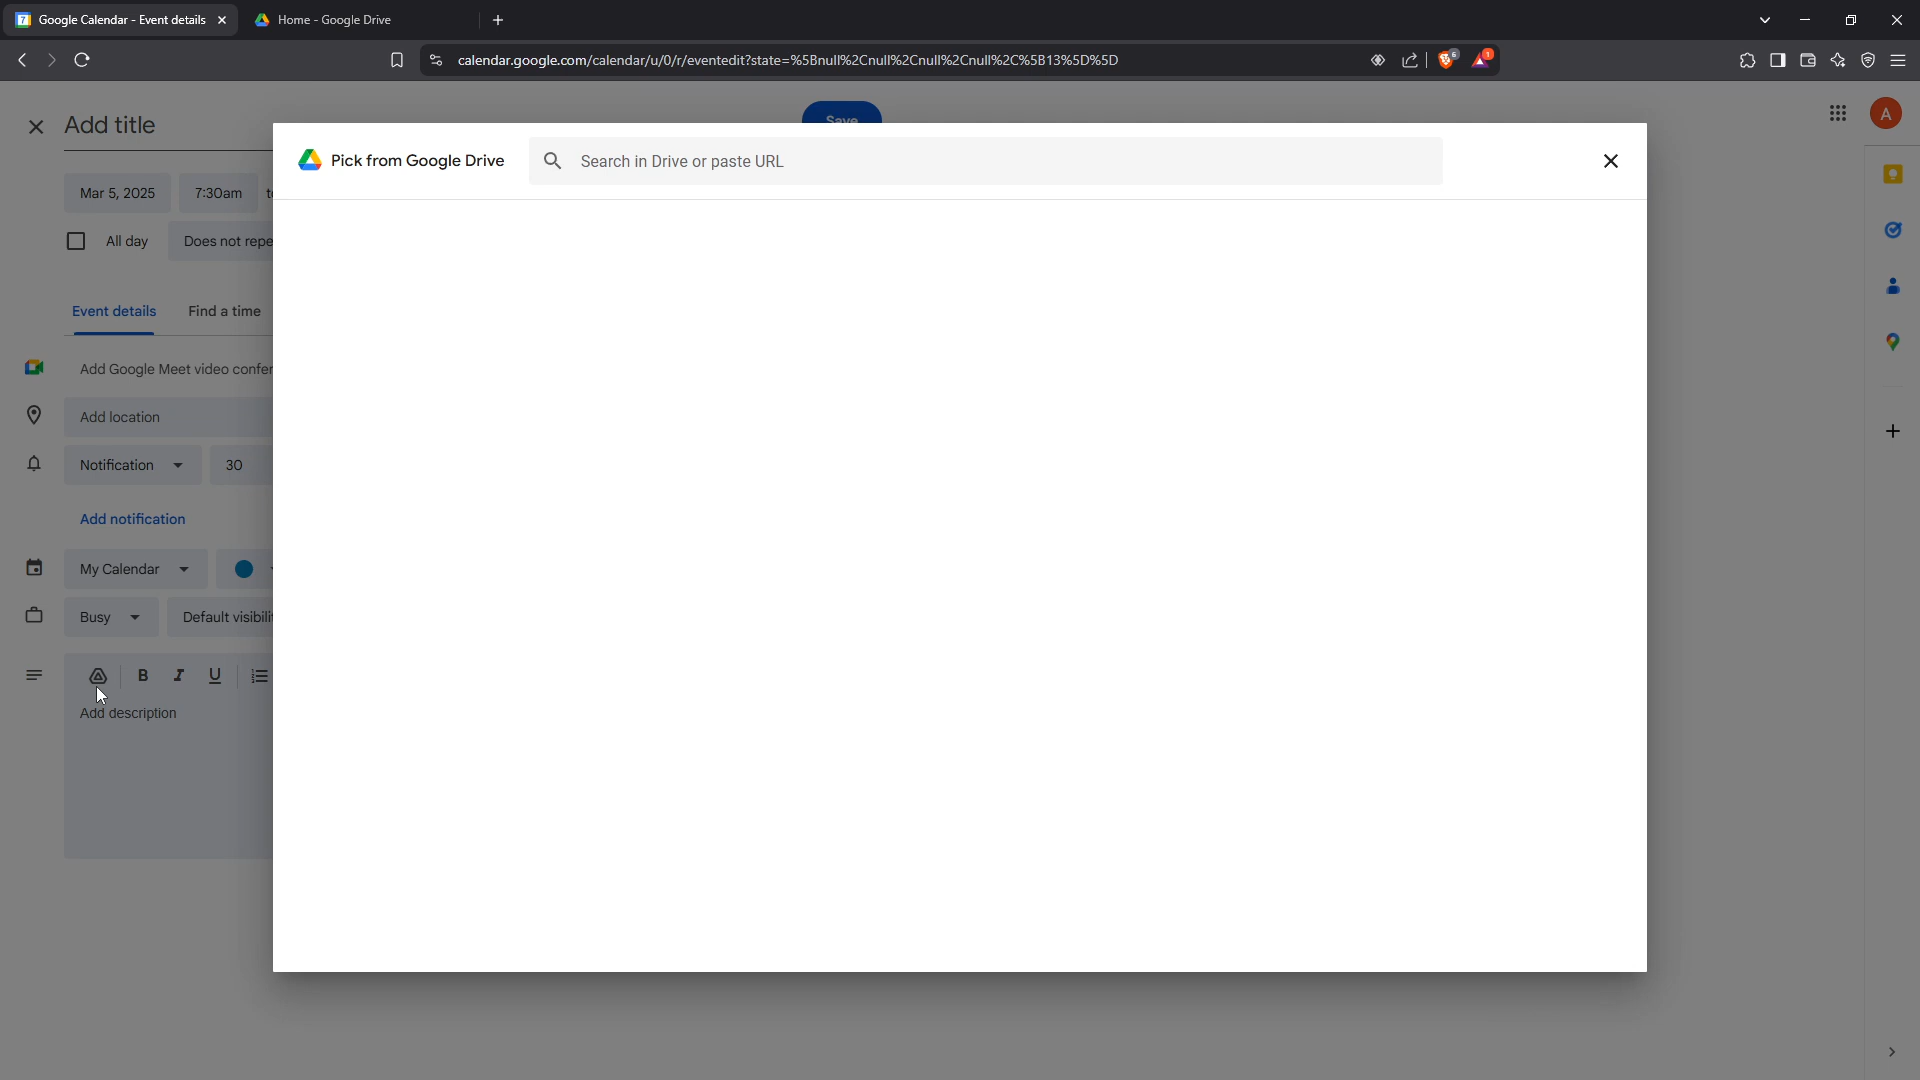 Google Calendar - Event details
Home - Google Drive
calendar.google.com/calendar/u/0/r/eventedit?state=%5Bnull%2Cnull%2Cnull%2Cnull%2C%5B13%5D%5D
6
1
Add title
Save
A
Pick from Google Drive
Search in Drive or paste URL
Mar 5, 2025
7:30am
All day
Does not repe
Event details
Find a time
Add Google Meet video confer
Add location
Notification
30
Add notification
My Calendar
Busy
Default visibili
B
I
U
Add description